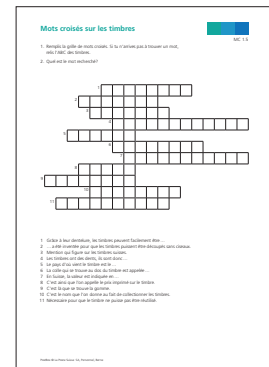 Mots croisés sur les timbres
MC 1.5
1 Remplis la grille de mots croisés. Si tu n'arrives pas à trouver un mot,
relis l'ABC des timbres.
2 Quel est le mot recherché?
1
2
3
4
5
6
7
8
9
10
11
1 Grâce à leur dentelure, les timbres peuvent facilement être…
2 … a été inventée pour que les timbres puissent être découpés sans ciseaux.
3 Mention qui figure sur les timbres suisses.
4 Les timbres ont des dents, ils sont donc…
5 Le pays d'où vient le timbre est le…
6 La colle qui se trouve au dos du timbre est appelée…
7 En Suisse, la valeur est indiquée en…
8 C'est ainsi que l'on appelle le prix imprimé sur le timbre.
9 C'est là que se trouve la gomme.
10 C'est le nom que l'on donne au fait de collectionner les timbres.
11 Nécessaire pour que le timbre ne puisse pas être réutilisé.